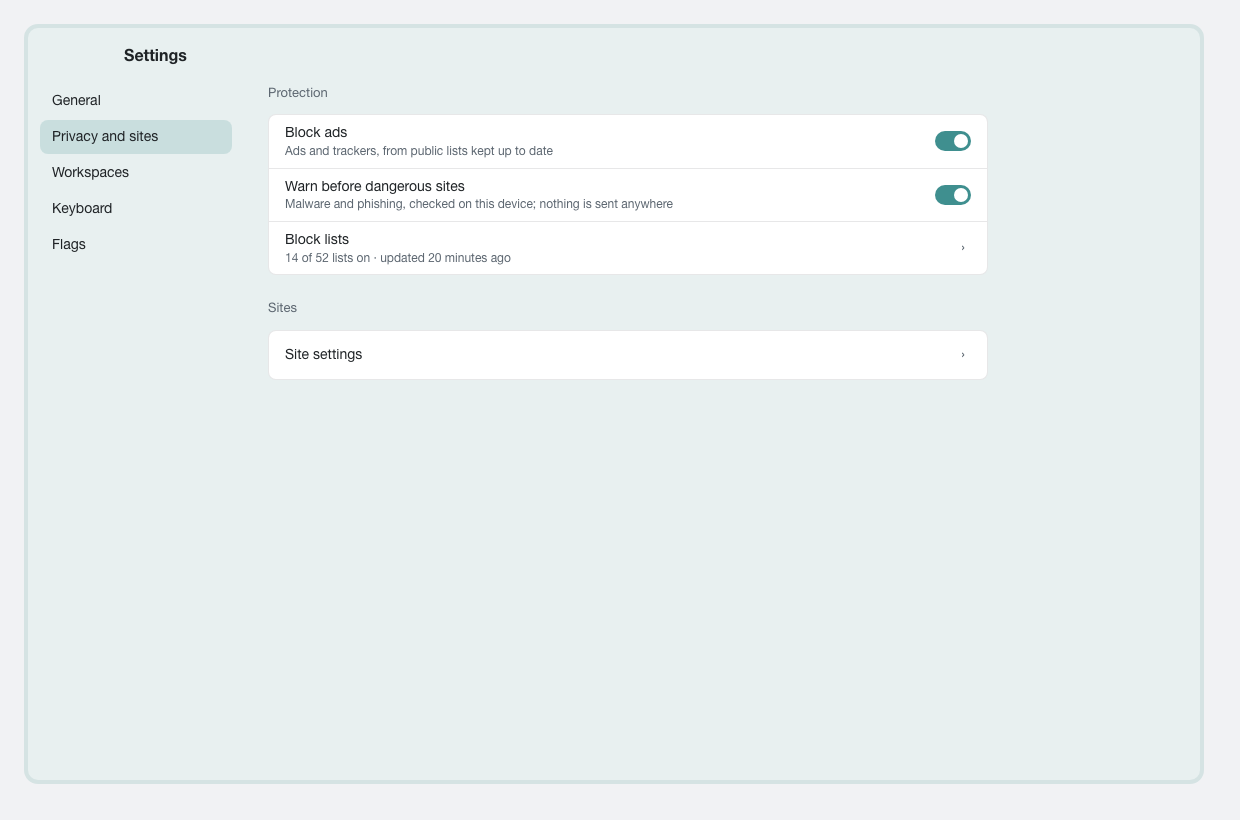 Settings
General
Privacy and sites
Workspaces
Keyboard
Flags
Protection
Block ads
Ads and trackers, from public lists kept up to date
Warn before dangerous sites
Malware and phishing, checked on this device; nothing is sent anywhere
Block lists
14 of 52 lists on · updated 20 minutes ago
Sites
Site settings